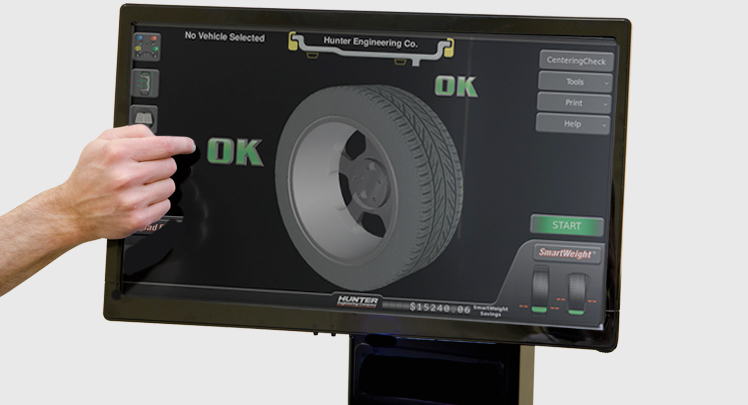 No Vehicle Selected
Hunter Engineering Co.
CenteringCheck
OK
Tools
Print
Help
OK
START
SmartWeight
HUNTER
Engineering Company
$15240.06
SmartWeight
Savings